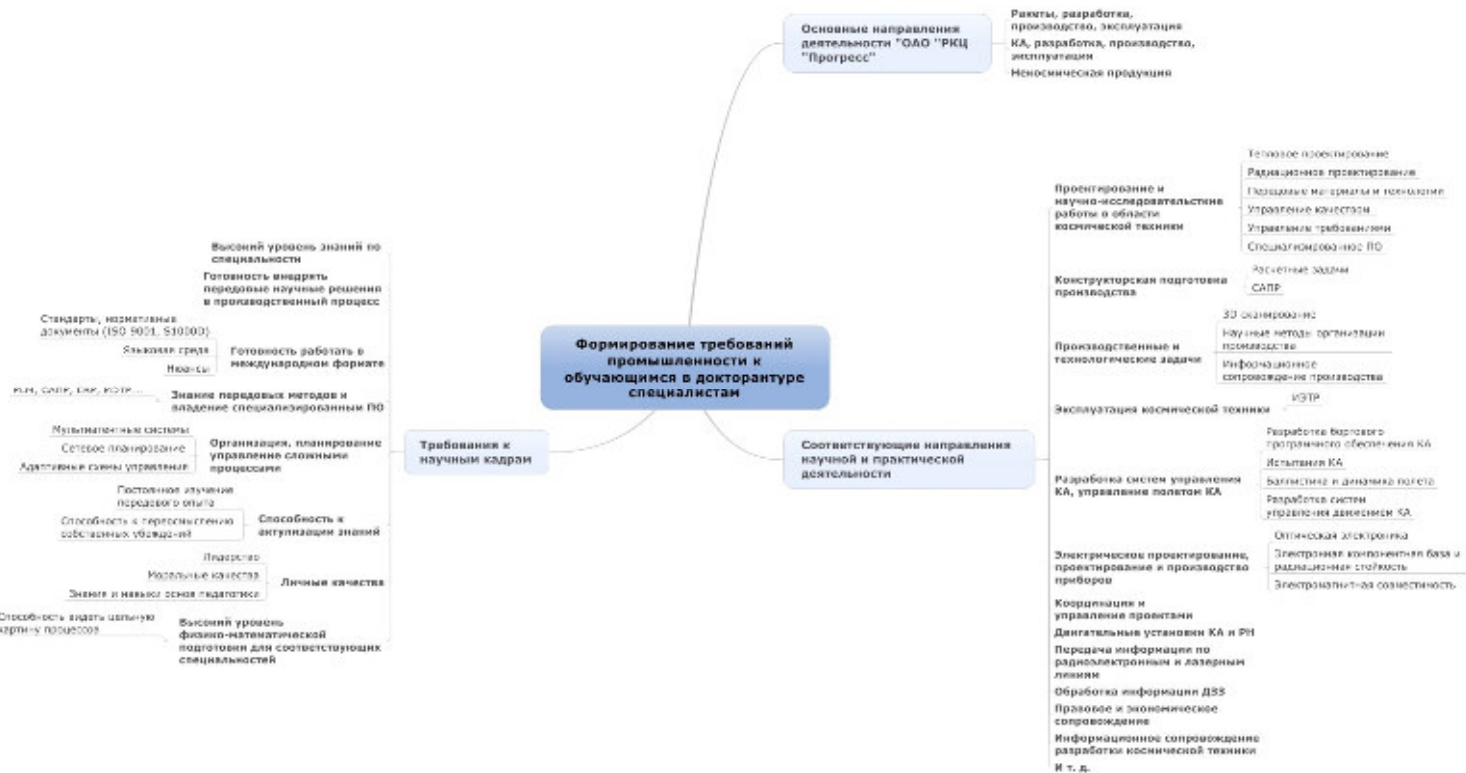 Основные направления
деятельности "ОАО "РКЦ
"Прогресс"
Ракеты, разработка,
производство, эксплуатация
КА, разработка, производство,
эксплуатация
Некосмическая продукция
Формирование требований
промышленности к
обучающимся в докторантуре
специалистам
Требования к
научным кадрам
Высокий уровень знаний по
специальности
Готовность внедрять
передовые научные решения
в производственный процесс
Готовность работать в
международном формате
Стандарты, нормативные
документы (ISO 9001, S1000D)
Языковая среда
Нюансы
Знание передовых методов и
владение специализированным ПО
САПР,
Организация, планирование
управление сложными
процессами
Мультиагентные системы
Сетевое планирование
Адаптивные схемы управления
Способность к
актулизации знаний
Постоянное изучение
передового опыта
Способность к переосмыслению
собственных убеждений
Личные качества
Лидерство
Моральные качества
Знания и навыки основ педагогики
Высокий уровень
физико-математической
подготовки для соответствующих
специальностей
Способность видеть цельную
картину процессов
Соответствующие направления
научной и практической
деятельности
Проектирование и
научно-исследовательсткие
работы в области
космической техники
Тепловое проектирование
Радиационное проектирование
Передовые материалы и технологии
Управление качеством
Управление требованиями
Специализированное ПО
Конструкторская подготовка
производства
Расчетные задачи
САПР
Производственные и
технологические задачи
3D сканирование
Научные методы организации
производства
Информационное
сопровождение производства
Эксплуатация космической техники
ИЭТР
Разработка систем управления
КА, управление полетом КА
Разработка бортового
программного обеспечения КА
Испытания КА
Баллистика и динамика полета
Разработка систем
управления движением КА
Электрическое проектирование,
проектирование и производство
приборов
Оптическая электроника
Электронная компонентная база и
радиационная стойкость
Электромагнитная совместимость
Координация и
управление проектами
Двигательные установки КА и РН
Передача информации по
радиоэлектронным и лазерным
линиям
Обработка информации ДЗЗ
Правовое и экономическое
сопровождение
Информационное сопровождение
разработки космической техники
И т. д.